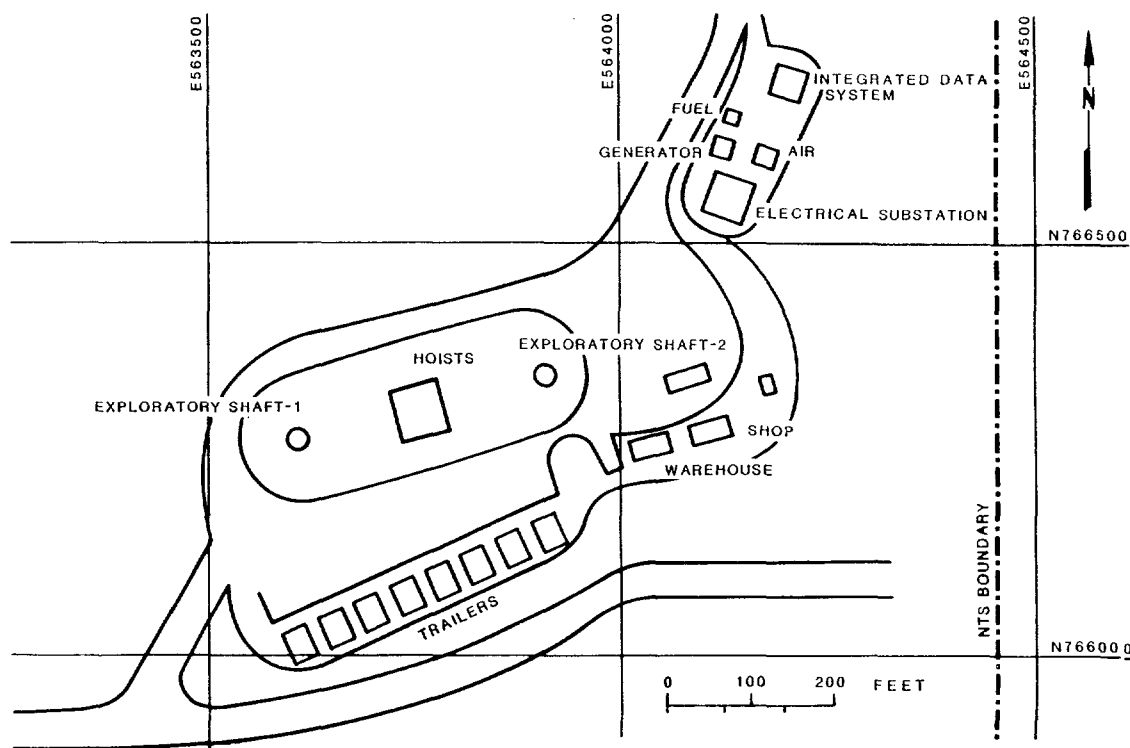 E563500
E564000
E564500
INTEGRATED DATA
SYSTEM
FUEL
N
GENERATOR
AIR
ELECTRICAL SUBSTATION
N766500
EXPLORATORY SHAFT-2
HOISTS
EXPLORATORY SHAFT-1
SHOP
WAREHOUSE
NTS BOUNDARY
TRAILERS
N766000
0 100 200 FEET